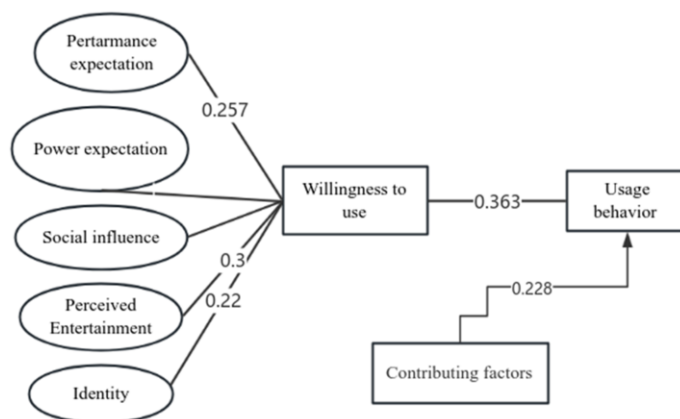 Pertarmance
expectation
0.257
Power expectation
Willingness to
use
0.363
Usage
behavior
Social influence
0.3
Perceived
Entertainment
0.22
0.228
Identity
Contributing factors